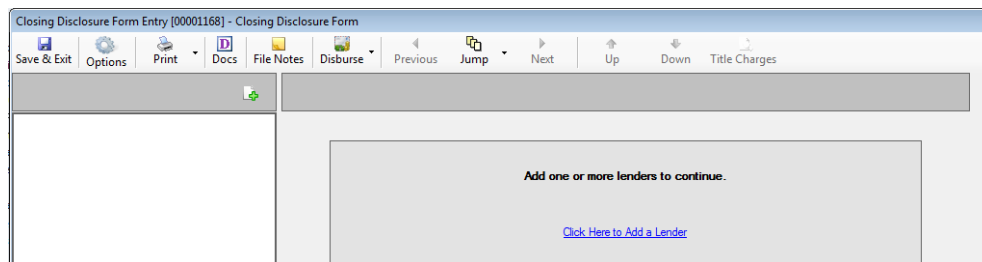 Closing Disclosure Form Entry [00001168] - Closing Disclosure Form
Save & Exit Options Print D Docs File Notes Disburse Previous Jump Next Up Down Title Charges
Add one or more lenders to continue.
Click Here to Add a Lender